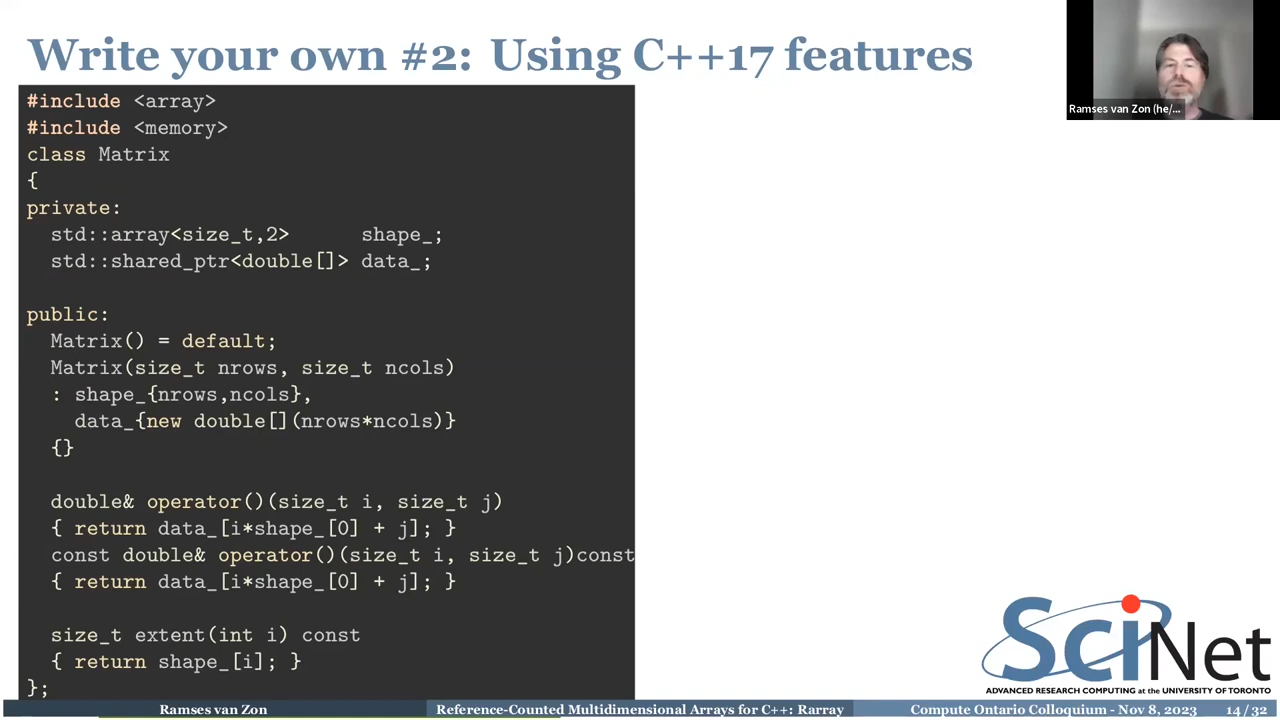 Write your own #2: Using C++17 features
#include <array>
#include <memory>
class Matrix
{
private:
  std::array<size_t,2>      shape_;
  std::shared_ptr<double[]> data_;
public:
  Matrix() = default;
  Matrix(size_t nrows, size_t ncols)
  : shape_{nrows,ncols},
    data_{new double[](nrows*ncols)}
  {}
  double& operator()(size_t i, size_t j)
  { return data_[i*shape_[0] + j]; }
  const double& operator()(size_t i, size_t j)const
  { return data_[i*shape_[0] + j]; }
  size_t extent(int i) const
  { return shape_[i]; }
};
Ramses van Zon (he/...
SciNet
ADVANCED RESEARCH COMPUTING at the UNIVERSITY OF TORONTO
Ramses van Zon
Reference-Counted Multidimensional Arrays for C++: Rarray
Compute Ontario Colloquium - Nov 8, 2023
14/32